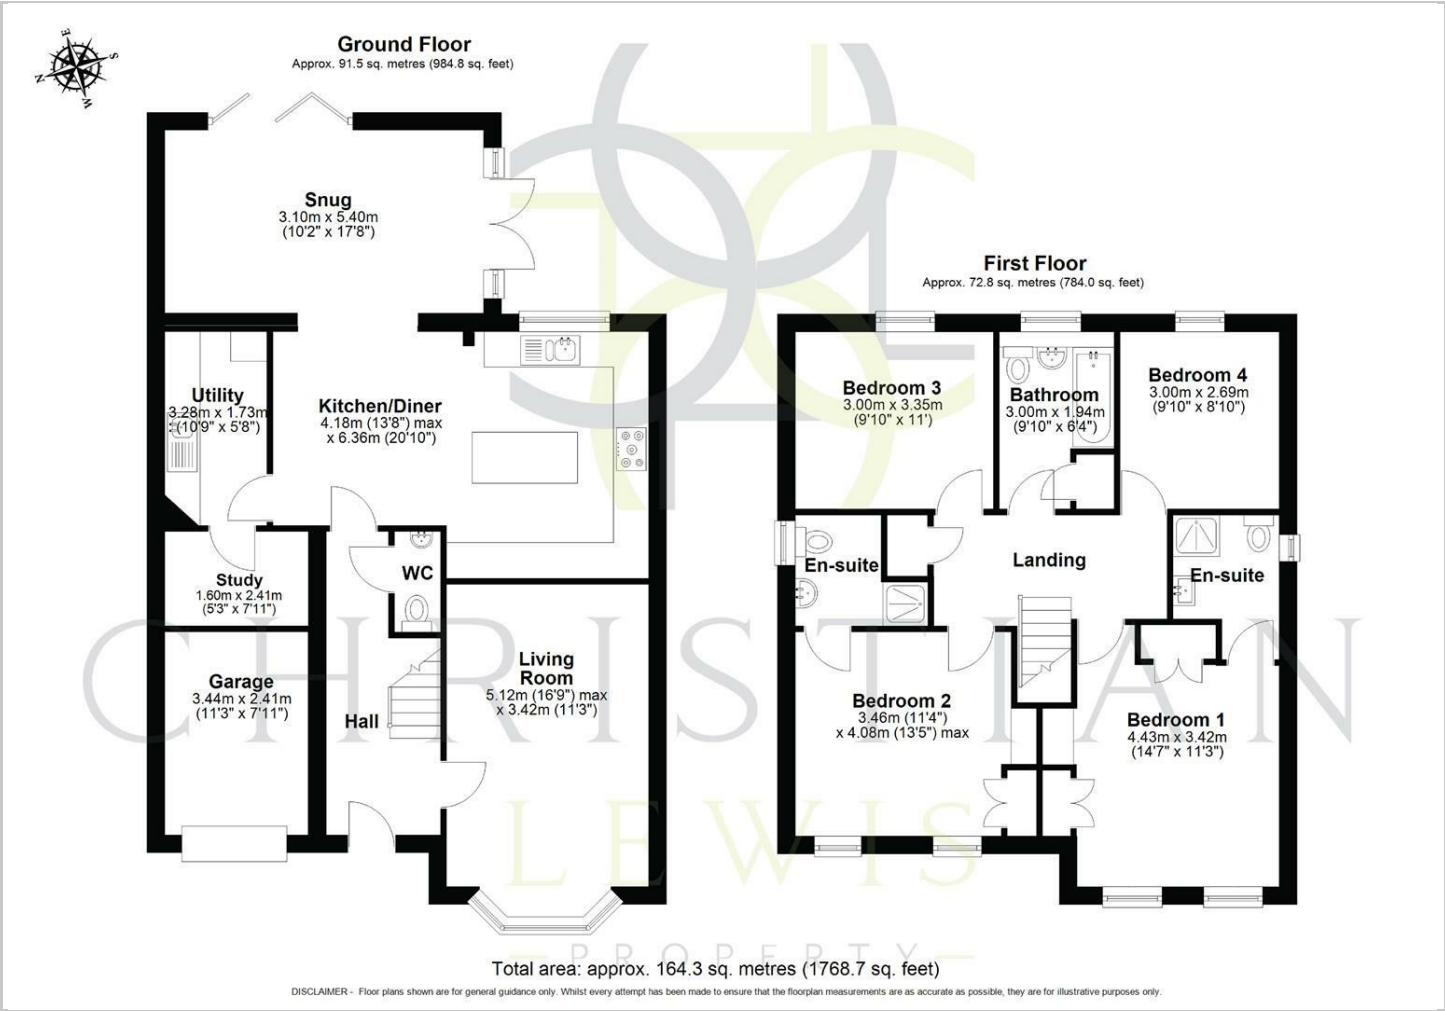 E
S
N
W
Ground Floor
Approx. 91.5 sq. metres (984.8 sq. feet)
Snug
3.10m x 5.40m
(10'2" x 17'8")
Utility
3.28m x 1.73m
(10'9" x 5'8")
Kitchen/Diner
4.18m (13'8") max
x 6.36m (20'10")
WC
Study
1.60m x 2.41m
(5'3" x 7'11")
Garage
3.44m x 2.41m
(11'3" x 7'11")
Hall
Living
Room
5.12m (16'9") max
x 3.42m (11'3")
First Floor
Approx. 72.8 sq. metres (784.0 sq. feet)
Bedroom 3
3.00m x 3.35m
(9'10" x 11')
Bathroom
3.00m x 1.94m
(9'10" x 6'4")
Bedroom 4
3.00m x 2.69m
(9'10" x 8'10")
En-suite
Landing
En-suite
Bedroom 2
3.46m (11'4")
x 4.08m (13'5") max
Bedroom 1
4.43m x 3.42m
(14'7" x 11'3")
CHRISTIAN
LEWIS
PROPERTY
Total area: approx. 164.3 sq. metres (1768.7 sq. feet)
DISCLAIMER - Floor plans shown are for general guidance only. Whilst every attempt has been made to ensure that the floorplan measurements are as accurate as possible, they are for illustrative purposes only.